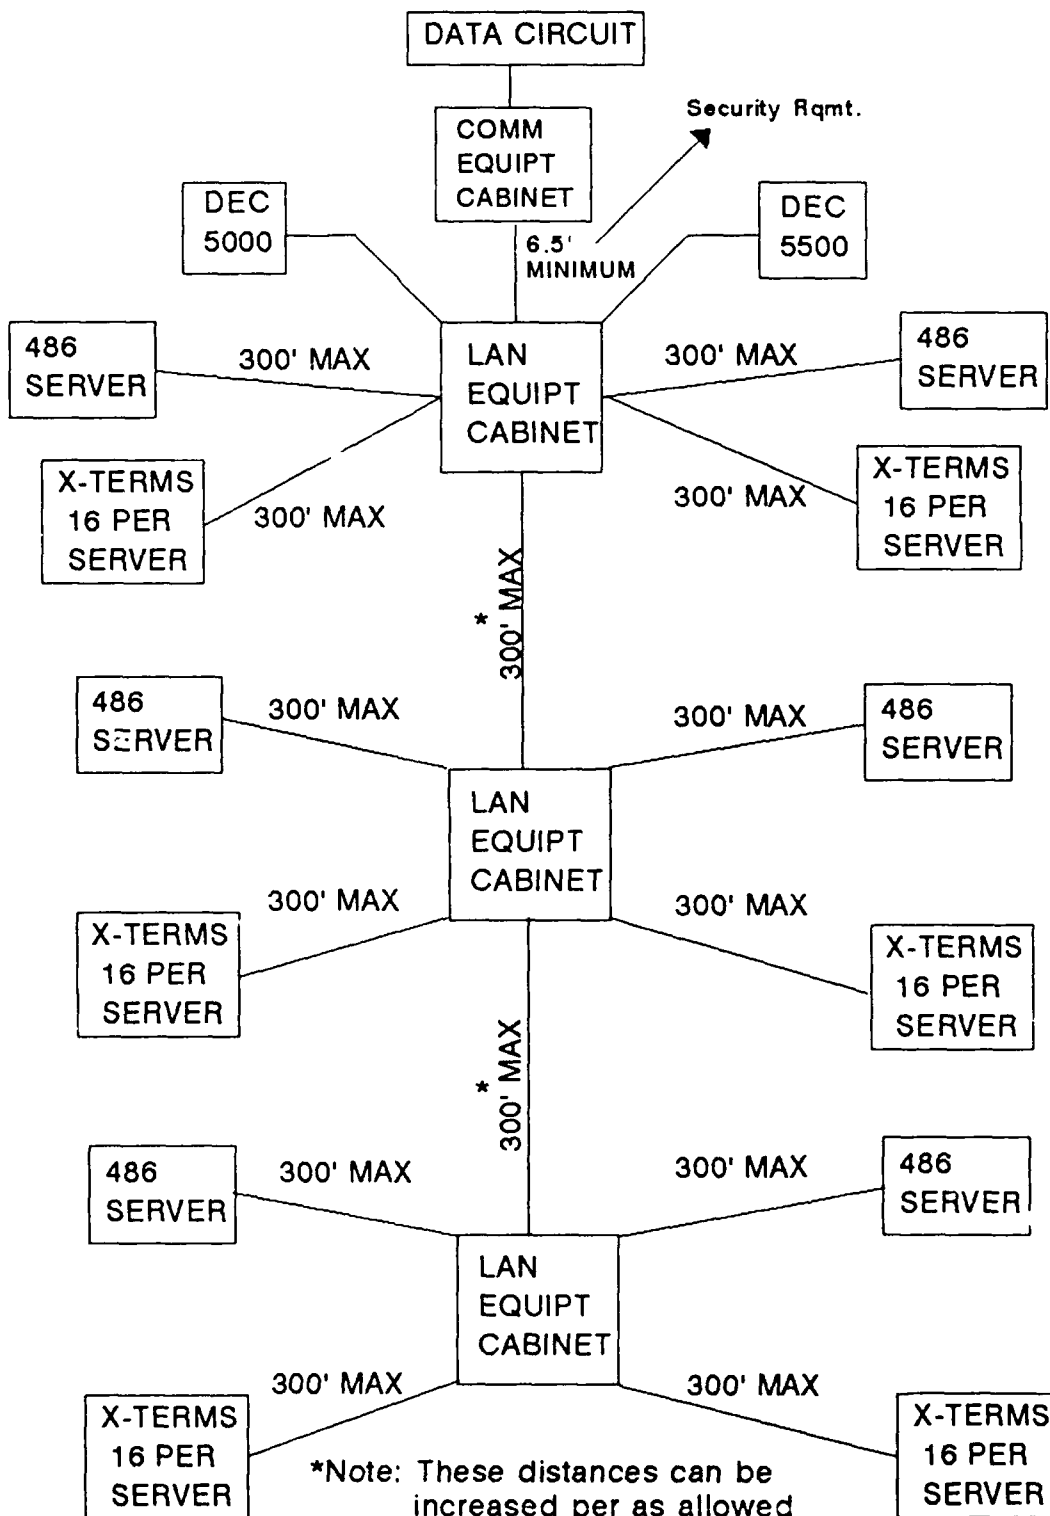 DATA CIRCUIT
Security Rqmt.
COMM
EQUIPT
CABINET
DEC
5000
DEC
5500
6.5'
MINIMUM
486
SERVER
300' MAX
LAN
EQUIPT
CABINET
300' MAX
486
SERVER
X-TERMS
16 PER
SERVER
300' MAX
300' MAX
X-TERMS
16 PER
SERVER
* 300' MAX
486
SERVER
300' MAX
300' MAX
486
SERVER
LAN
EQUIPT
CABINET
X-TERMS
16 PER
SERVER
300' MAX
300' MAX
X-TERMS
16 PER
SERVER
* 300' MAX
486
SERVER
300' MAX
300' MAX
486
SERVER
LAN
EQUIPT
CABINET
300' MAX
300' MAX
X-TERMS
16 PER
SERVER
X-TERMS
16 PER
SERVER
*Note: These distances can be
increased per as allowed